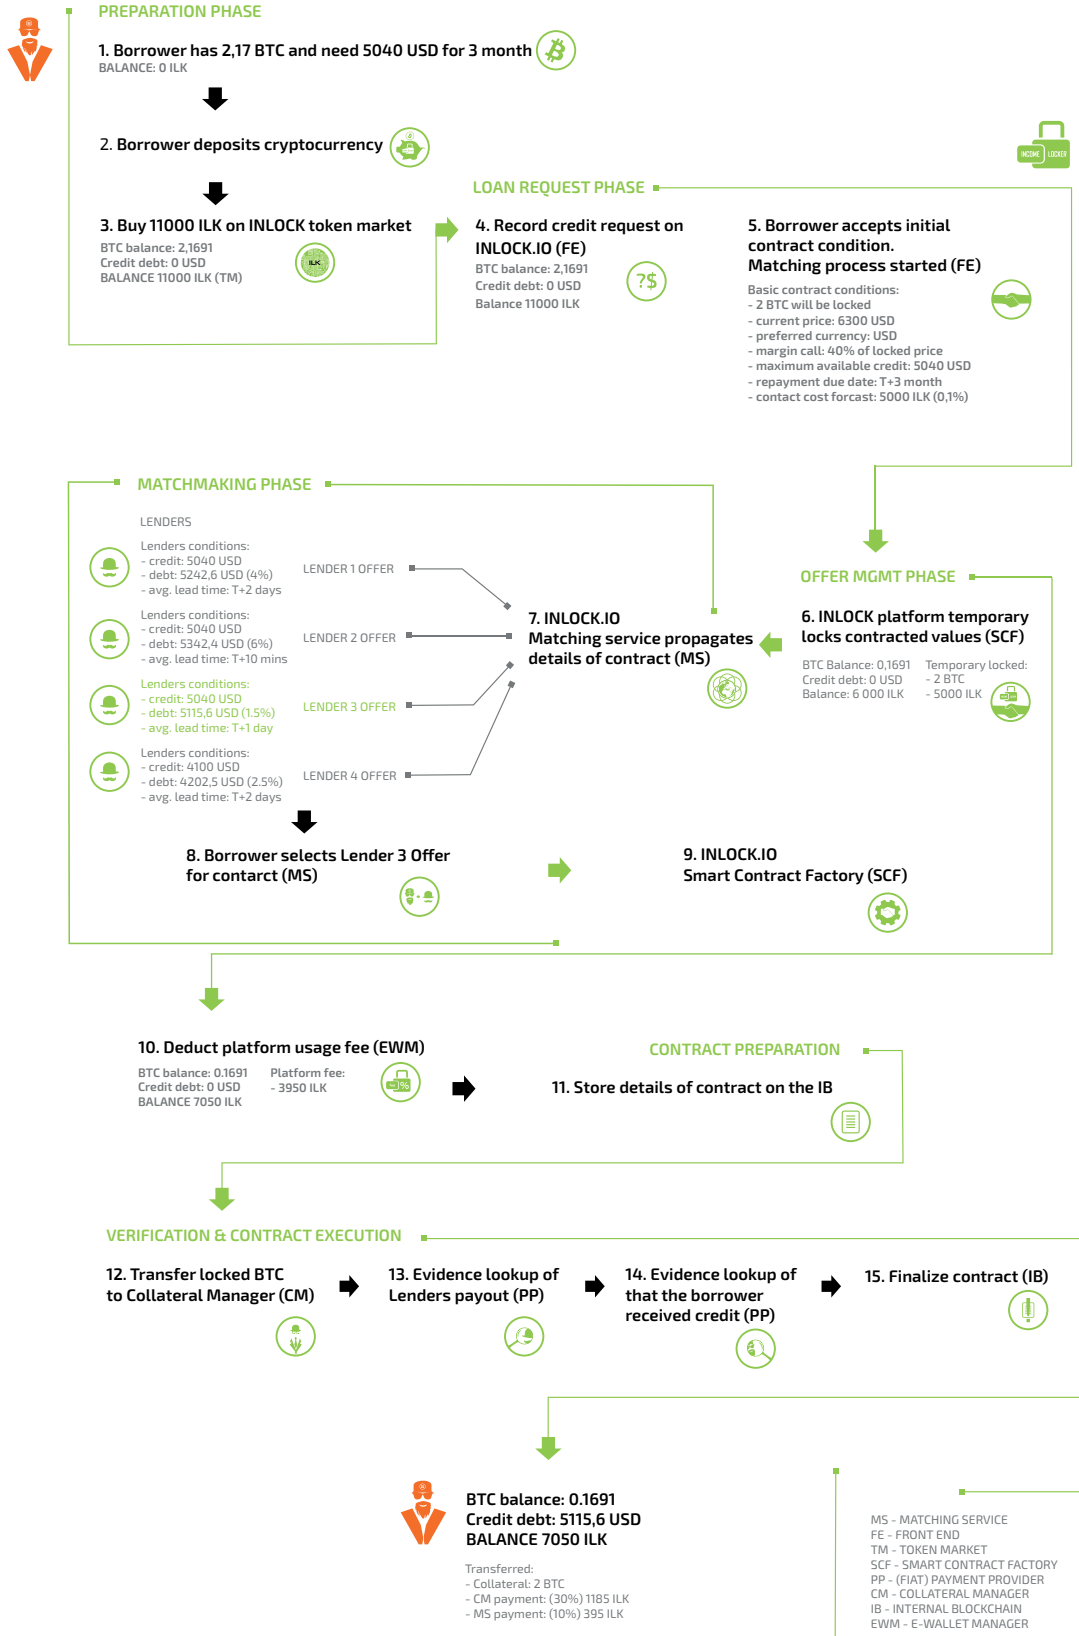 PREPARATION PHASE
1. Borrower has 2,17 BTC and need 5040 USD for 3 month
BALANCE: 0 ILK
2. Borrower deposits cryptocurrency
3. Buy 11000 ILK on INLOCK token market
BTC balance: 2,1691
Credit debt: 0 USD
BALANCE 11000 ILK (TM)
ILK
INCOME LOCKER
LOAN REQUEST PHASE
4. Record credit request on
INLOCK.IO (FE)
BTC balance: 2,1691
Credit debt: 0 USD
Balance 11000 ILK
?$
5. Borrower accepts initial
contract condition.
Matching process started (FE)
Basic contract conditions:
- 2 BTC will be locked
- current price: 6300 USD
- preferred currency: USD
- margin call: 40% of locked price
- maximum available credit: 5040 USD
- repayment due date: T+3 month
- contact cost forcast: 5000 ILK (0,1%)
OFFER MGMT PHASE
6. INLOCK platform temporary
locks contracted values (SCF)
BTC Balance: 0,1691
Credit debt: 0 USD
Balance: 6 000 ILK
Temporary locked:
- 2 BTC
- 5000 ILK
MATCHMAKING PHASE
7. INLOCK.IO
Matching service propagates
details of contract (MS)
LENDERS
Lenders conditions:
- credit: 5040 USD
- debt: 5242,6 USD (4%)
- avg. lead time: T+2 days
LENDER 1 OFFER
Lenders conditions:
- credit: 5040 USD
- debt: 5342,4 USD (6%)
- avg. lead time: T+10 mins
LENDER 2 OFFER
Lenders conditions:
- credit: 5040 USD
- debt: 5115,6 USD (1.5%)
- avg. lead time: T+1 day
LENDER 3 OFFER
Lenders conditions:
- credit: 4100 USD
- debt: 4202,5 USD (2.5%)
- avg. lead time: T+2 days
LENDER 4 OFFER
8. Borrower selects Lender 3 Offer
for contarct (MS)
9. INLOCK.IO
Smart Contract Factory (SCF)
10. Deduct platform usage fee (EWM)
BTC balance: 0.1691
Credit debt: 0 USD
BALANCE 7050 ILK
Platform fee:
- 3950 ILK
%
CONTRACT PREPARATION
11. Store details of contract on the IB
VERIFICATION & CONTRACT EXECUTION
12. Transfer locked BTC
to Collateral Manager (CM)
13. Evidence lookup of
Lenders payout (PP)
14. Evidence lookup of
that the borrower
received credit (PP)
15. Finalize contract (IB)
BTC balance: 0.1691
Credit debt: 5115,6 USD
BALANCE 7050 ILK
Transferred:
- Collateral: 2 BTC
- CM payment: (30%) 1185 ILK
- MS payment: (10%) 395 ILK
MS - MATCHING SERVICE
FE - FRONT END
TM - TOKEN MARKET
SCF - SMART CONTRACT FACTORY
PP - (FIAT) PAYMENT PROVIDER
CM - COLLATERAL MANAGER
IB - INTERNAL BLOCKCHAIN
EWM - E-WALLET MANAGER